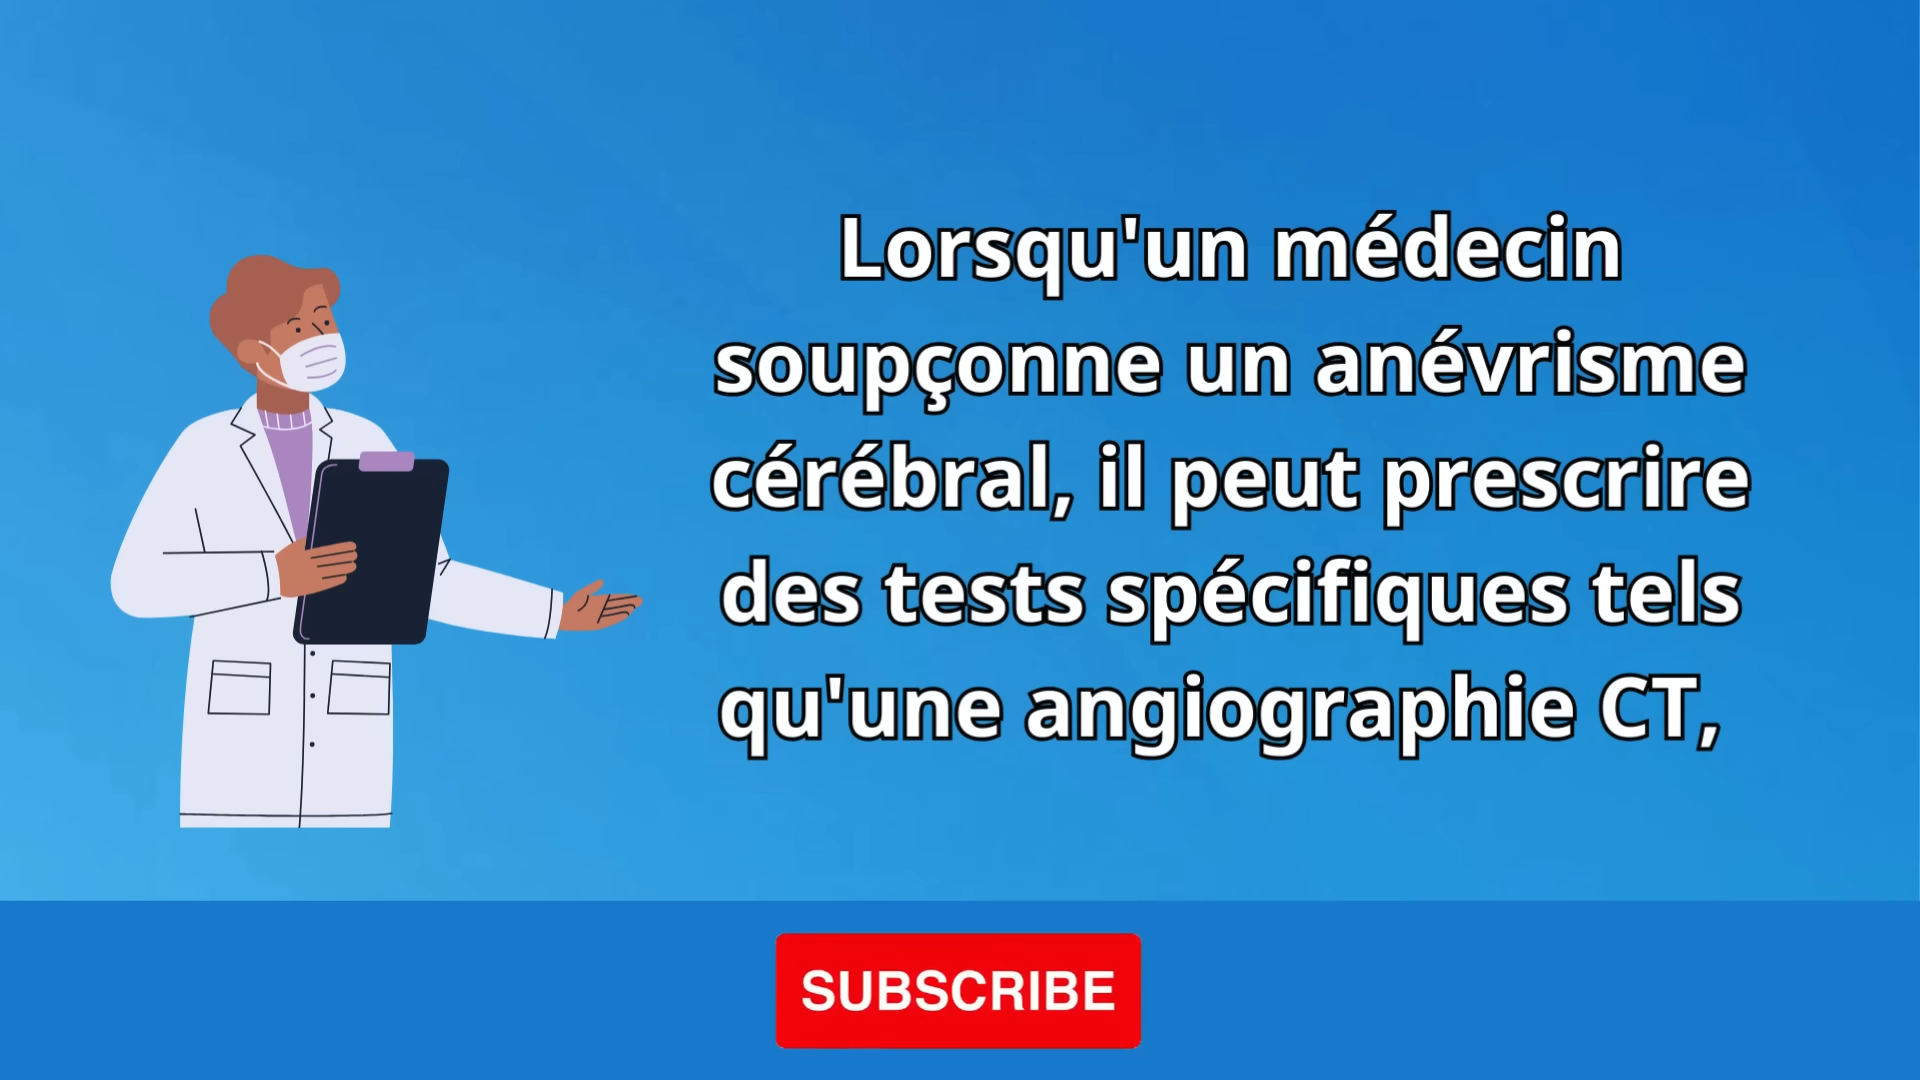 Lorsqu'un médecin
soupçonne un anévrisme
cérébral, il peut prescrire
des tests spécifiques tels
qu'une angiographie CT,
SUBSCRIBE